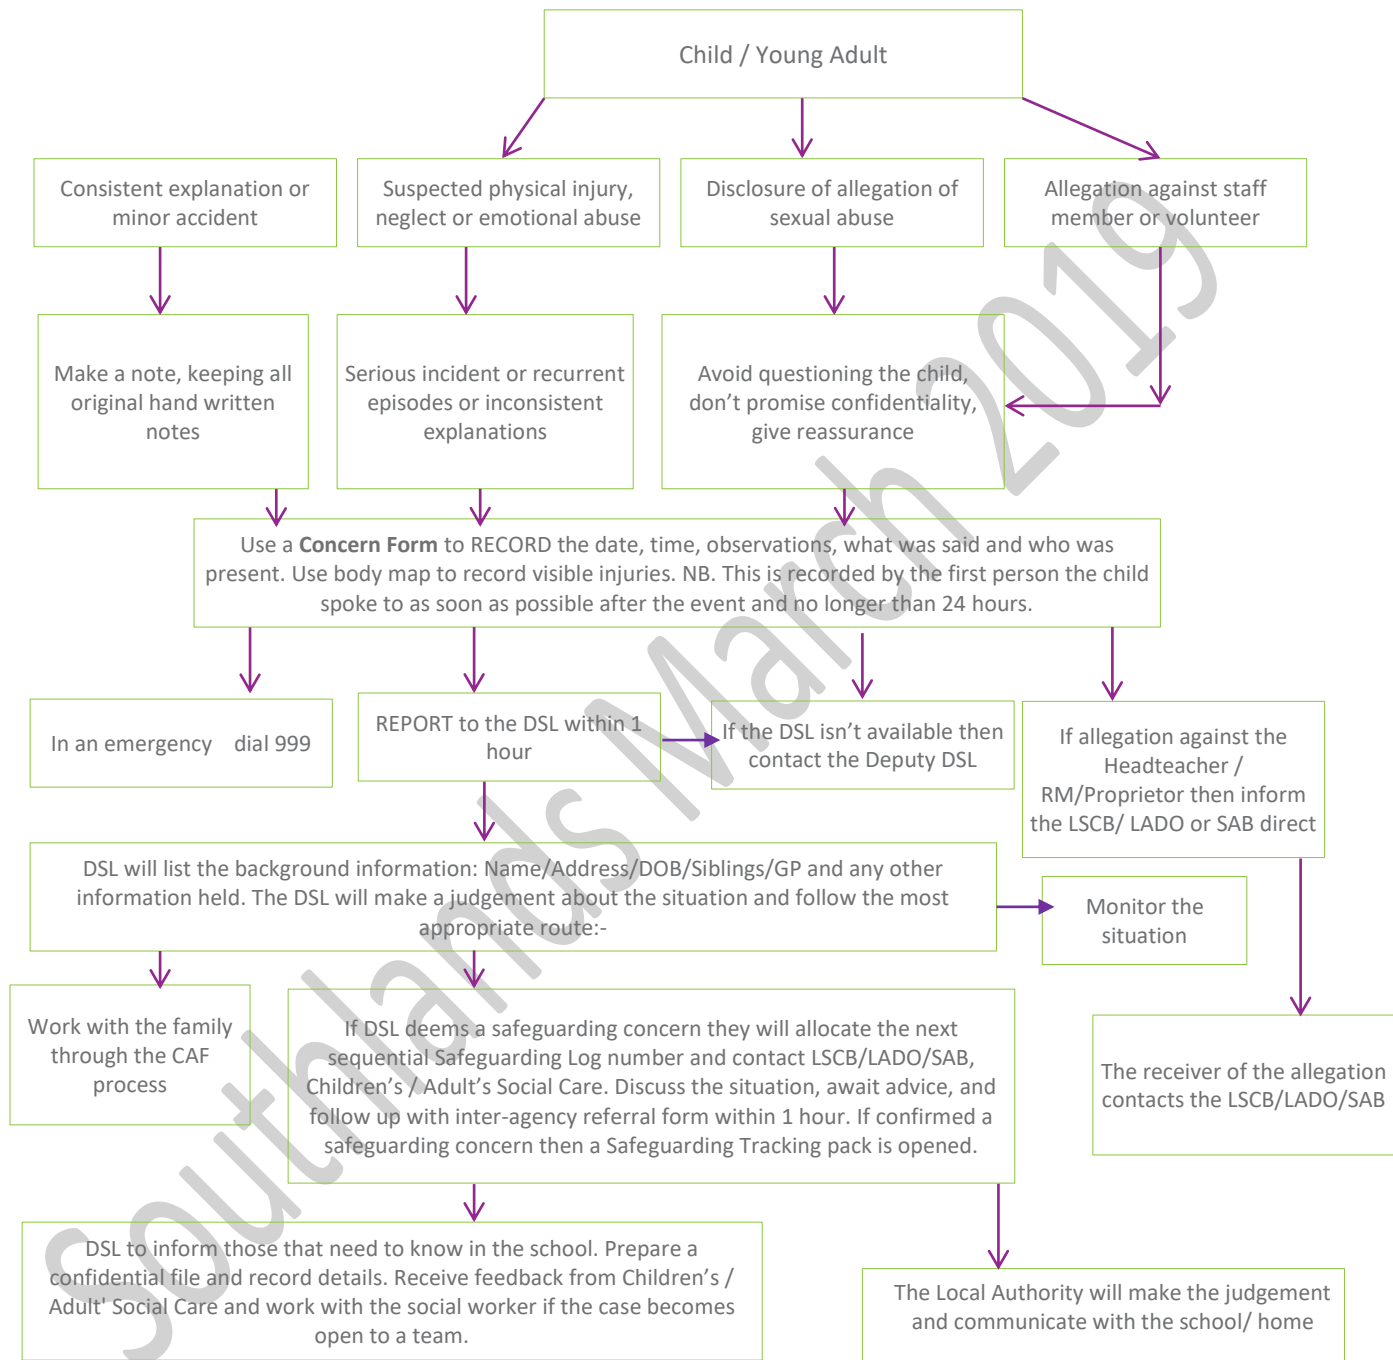 Child / Young Adult
Consistent explanation or
minor accident
Suspected physical injury,
neglect or emotional abuse
Disclosure of allegation of
sexual abuse
Allegation against staff
member or volunteer
Make a note, keeping all
original hand written
notes
Serious incident or recurrent
episodes or inconsistent
explanations
Avoid questioning the child,
don’t promise confidentiality,
give reassurance
Use a Concern Form to RECORD the date, time, observations, what was said and who was
present. Use body map to record visible injuries. NB. This is recorded by the first person the child
spoke to as soon as possible after the event and no longer than 24 hours.
In an emergency dial 999
REPORT to the DSL within 1
hour
If the DSL isn’t available then
contact the Deputy DSL
If allegation against the
Headteacher /
RM/Proprietor then inform
the LSCB/ LADO or SAB direct
DSL will list the background information: Name/Address/DOB/Siblings/GP and any other
information held. The DSL will make a judgement about the situation and follow the most
appropriate route:-
Monitor the
situation
Work with the family
through the CAF
process
If DSL deems a safeguarding concern they will allocate the next
sequential Safeguarding Log number and contact LSCB/LADO/SAB,
Children’s / Adult’s Social Care. Discuss the situation, await advice, and
follow up with inter-agency referral form within 1 hour. If confirmed a
safeguarding concern then a Safeguarding Tracking pack is opened.
The receiver of the allegation
contacts the LSCB/LADO/SAB
DSL to inform those that need to know in the school. Prepare a
confidential file and record details. Receive feedback from Children’s /
Adult' Social Care and work with the social worker if the case becomes
open to a team.
The Local Authority will make the judgement
and communicate with the school/ home
Southlands March 2019